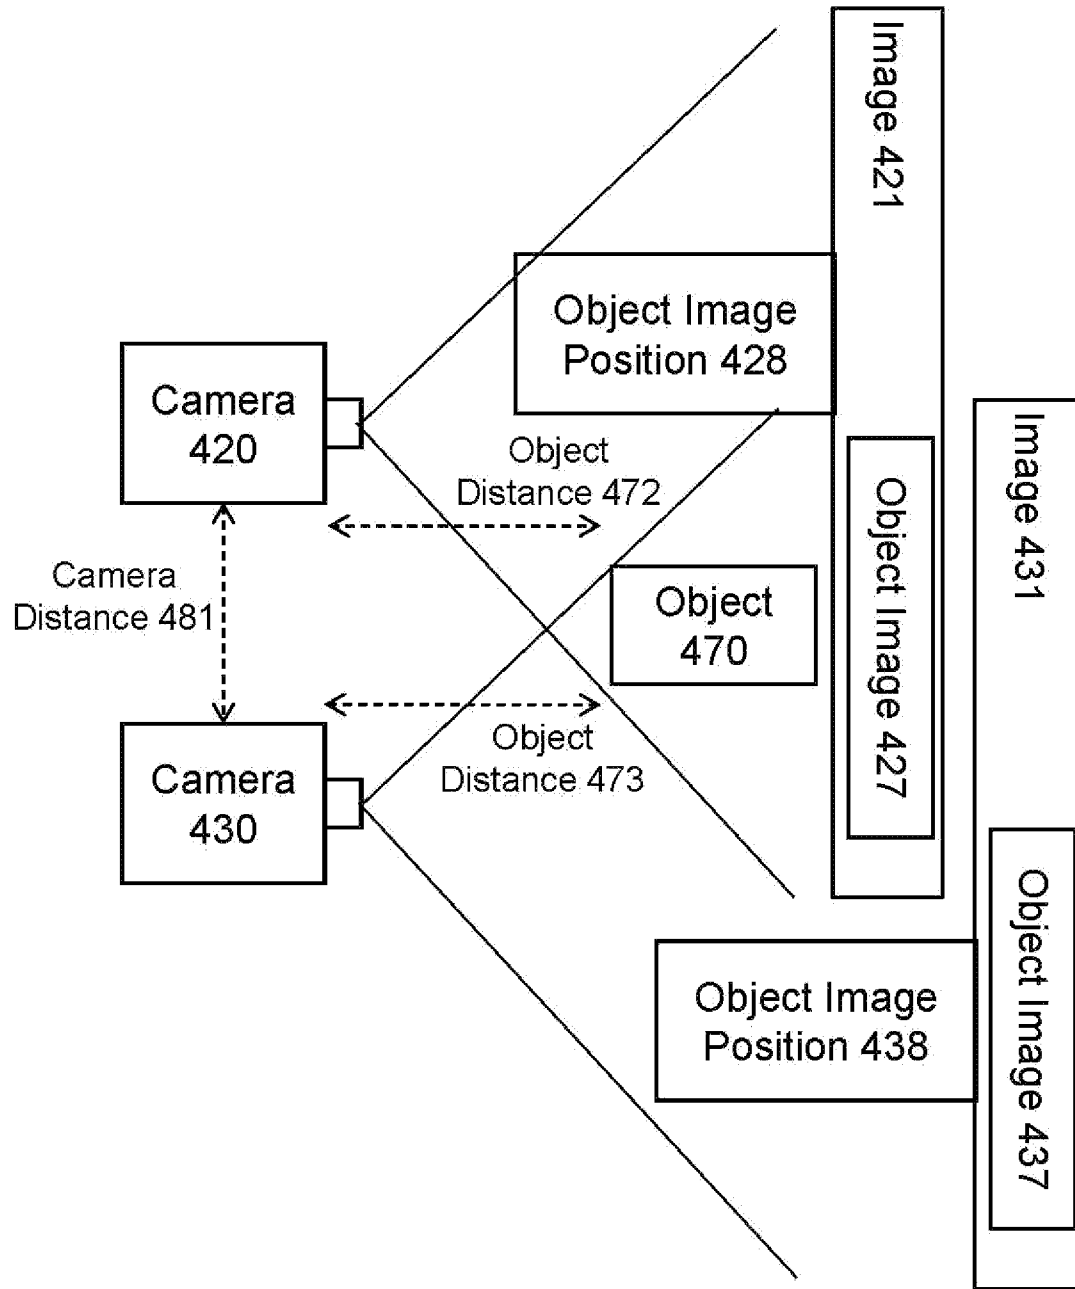 Image 421
Object Image
Position 428
Camera
420
Object
Distance 472
Image 431
Object Image 427
Camera
Distance 481
Object
470
Object
Distance 473
Camera
430
Object Image 437
Object Image
Position 438